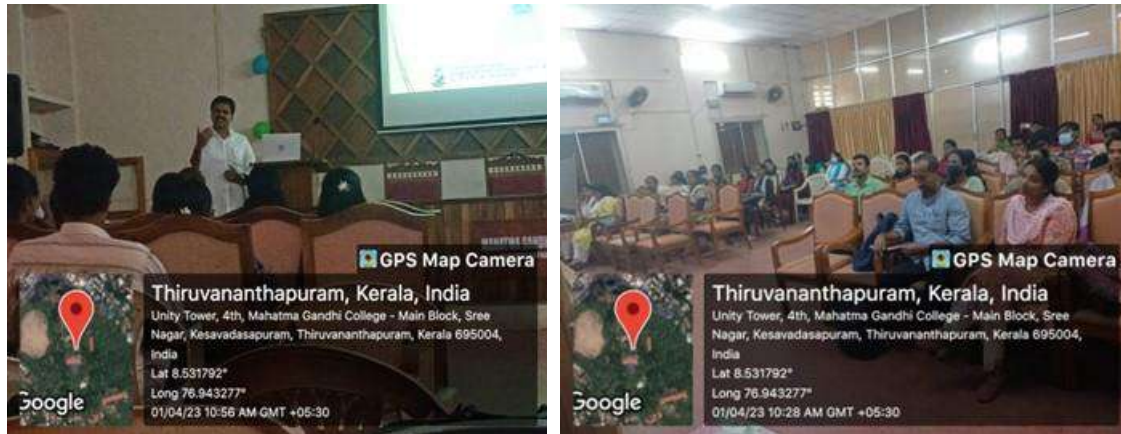 MAHATMA GANDHI
GPS Map Camera
Thiruvananthapuram, Kerala, India
Unity Tower, 4th, Mahatma Gandhi College - Main Block, Sree
Nagar, Kesavadasapuram, Thiruvananthapuram, Kerala 695004,
India
Lat 8.531792°
Long 76.943277°
01/04/23 10:56 AM GMT +05:30
Google
GPS Map Camera
Thiruvananthapuram, Kerala, India
Unity Tower, 4th, Mahatma Gandhi College - Main Block, Sree
Nagar, Kesavadasapuram, Thiruvananthapuram, Kerala 695004,
India
Lat 8.531792°
Long 76.943277°
01/04/23 10:28 AM GMT +05:30
Google